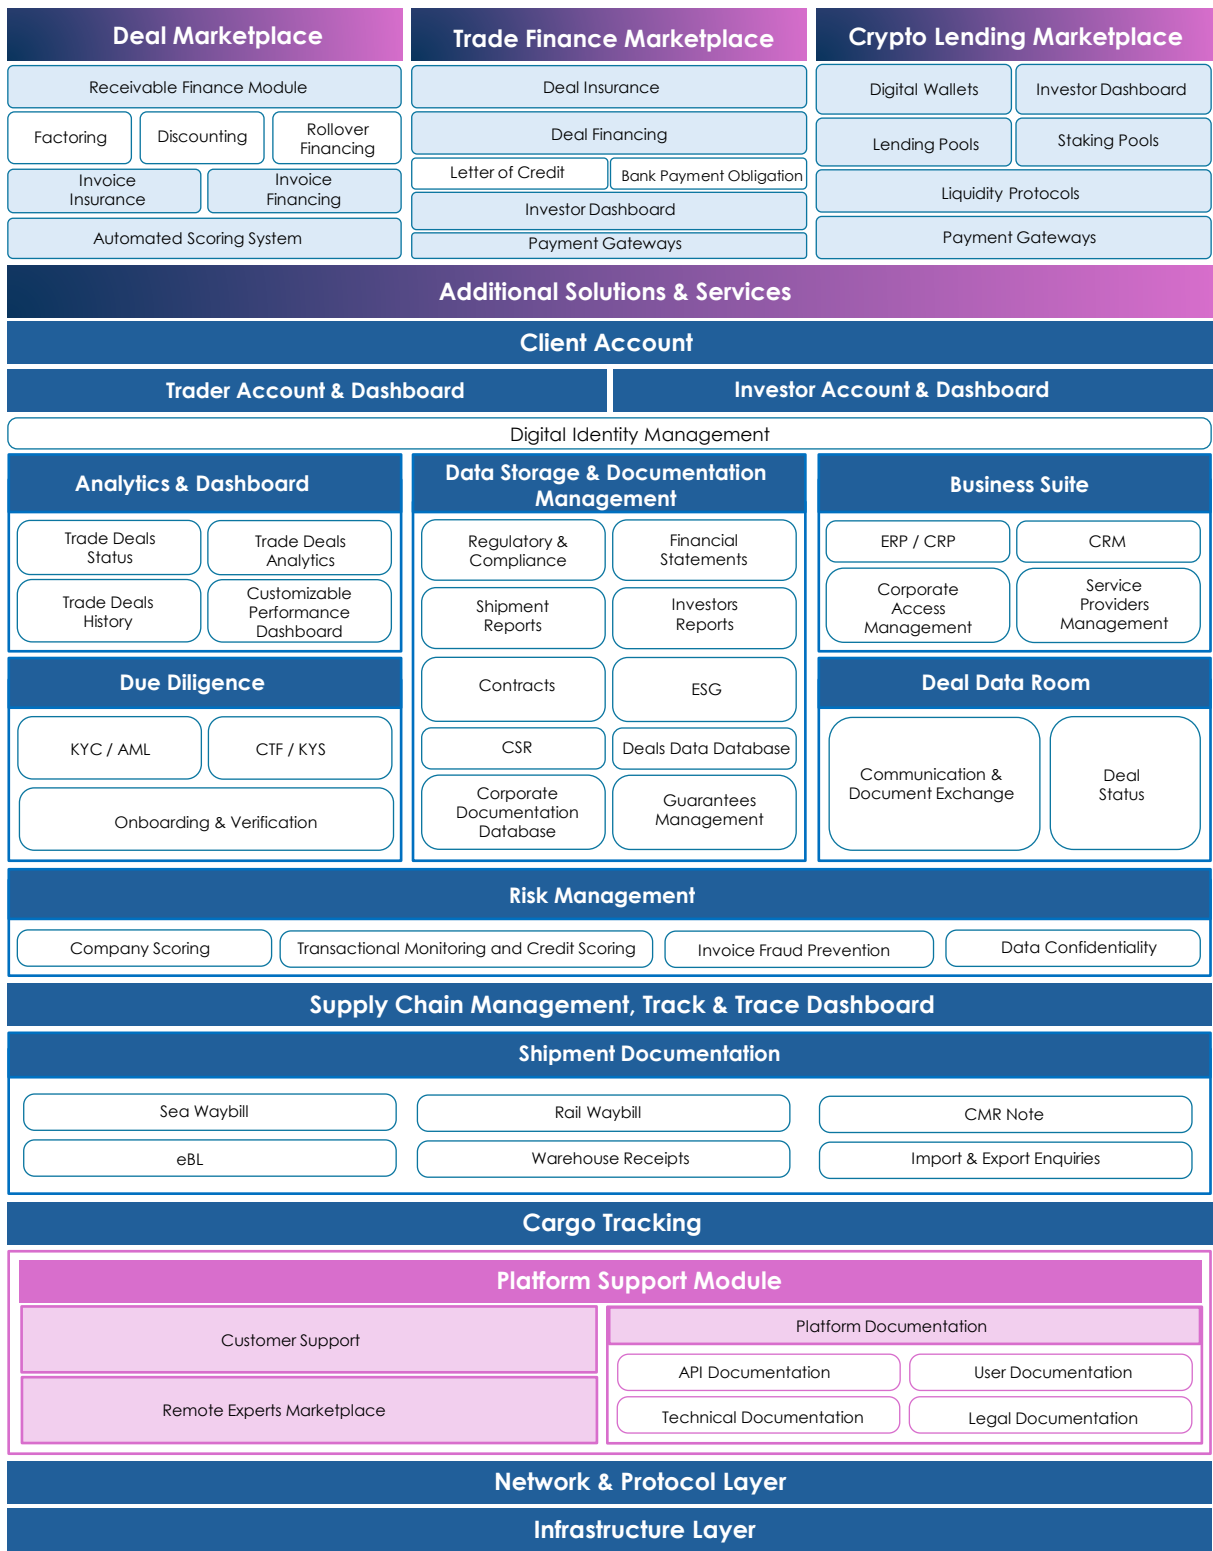 Deal Marketplace
Receivable Finance Module
Factoring
Discounting
Rollover
Financing
Invoice
Insurance
Invoice
Financing
Automated Scoring System
Trade Finance Marketplace
Deal Insurance
Deal Financing
Letter of Credit
Bank Payment Obligation
Investor Dashboard
Payment Gateways
Crypto Lending Marketplace
Digital Wallets
Investor Dashboard
Lending Pools
Staking Pools
Liquidity Protocols
Payment Gateways
Additional Solutions & Services
Client Account
Trader Account & Dashboard
Investor Account & Dashboard
Digital Identity Management
Analytics & Dashboard
Trade Deals
Status
Trade Deals
Analytics
Trade Deals
History
Customizable
Performance
Dashboard
Due Diligence
KYC / AML
CTF / KYS
Onboarding & Verification
Data Storage & Documentation
Management
Regulatory &
Compliance
Financial
Statements
Shipment
Reports
Investors
Reports
Contracts
ESG
CSR
Deals Data Database
Corporate
Documentation
Database
Guarantees
Management
Business Suite
ERP / CRP
CRM
Corporate
Access
Management
Service
Providers
Management
Deal Data Room
Communication &
Document Exchange
Deal
Status
Risk Management
Company Scoring
Transactional Monitoring and Credit Scoring
Invoice Fraud Prevention
Data Confidentiality
Supply Chain Management, Track & Trace Dashboard
Shipment Documentation
Sea Waybill
Rail Waybill
CMR Note
eBL
Warehouse Receipts
Import & Export Enquiries
Cargo Tracking
Platform Support Module
Customer Support
Remote Experts Marketplace
Platform Documentation
API Documentation
User Documentation
Technical Documentation
Legal Documentation
Network & Protocol Layer
Infrastructure Layer